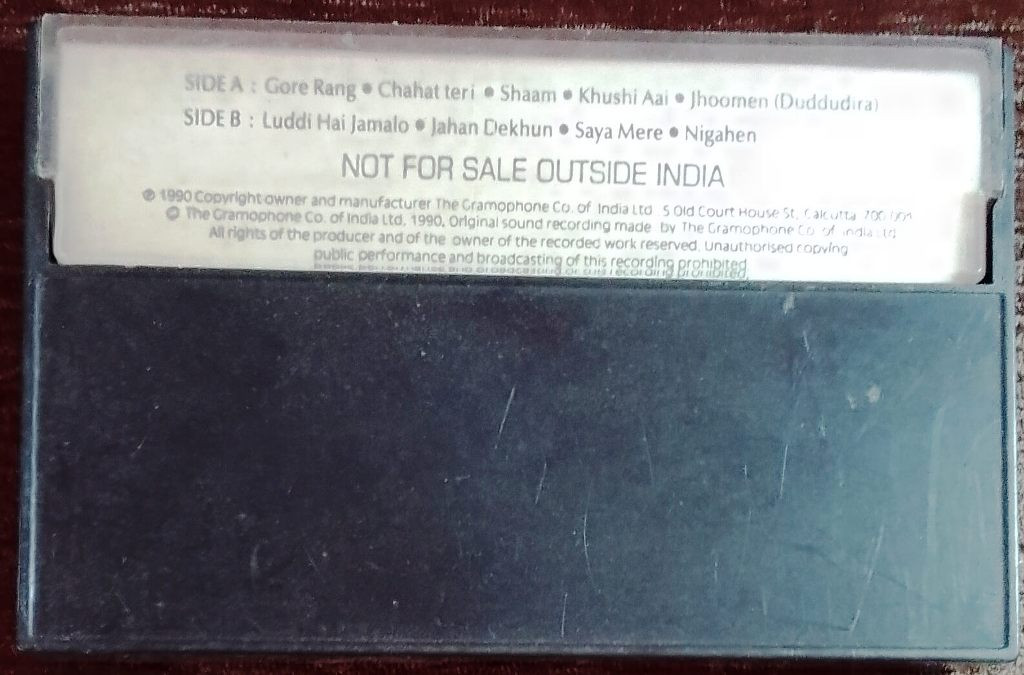 SIDE A : Gore Rang • Chahat teri • Shaam • Khushi Aai • Jhoomen (Duddudira)
SIDE B : Luddi Hai Jamalo • Jahan Dekhun • Saya Mere • Nigahen
NOT FOR SALE OUTSIDE INDIA
℗ 1990 Copyright owner and manufacturer The Gramophone Co. of India Ltd. 5 Old Court House St. Calcutta 700 001
© The Gramophone Co. of India Ltd. 1990. Original sound recording made by The Gramophone Co of India Ltd
All rights of the producer and of the owner of the recorded work reserved. Unauthorised copying
public performance and broadcasting of this recording prohibited.